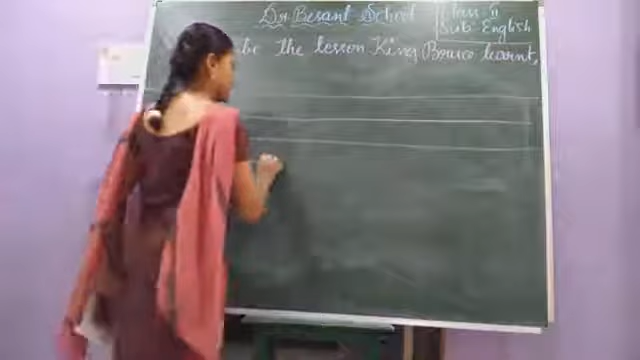 Dr Besant School
Class - II
Sub - English
the lesson King Bruce learnt,